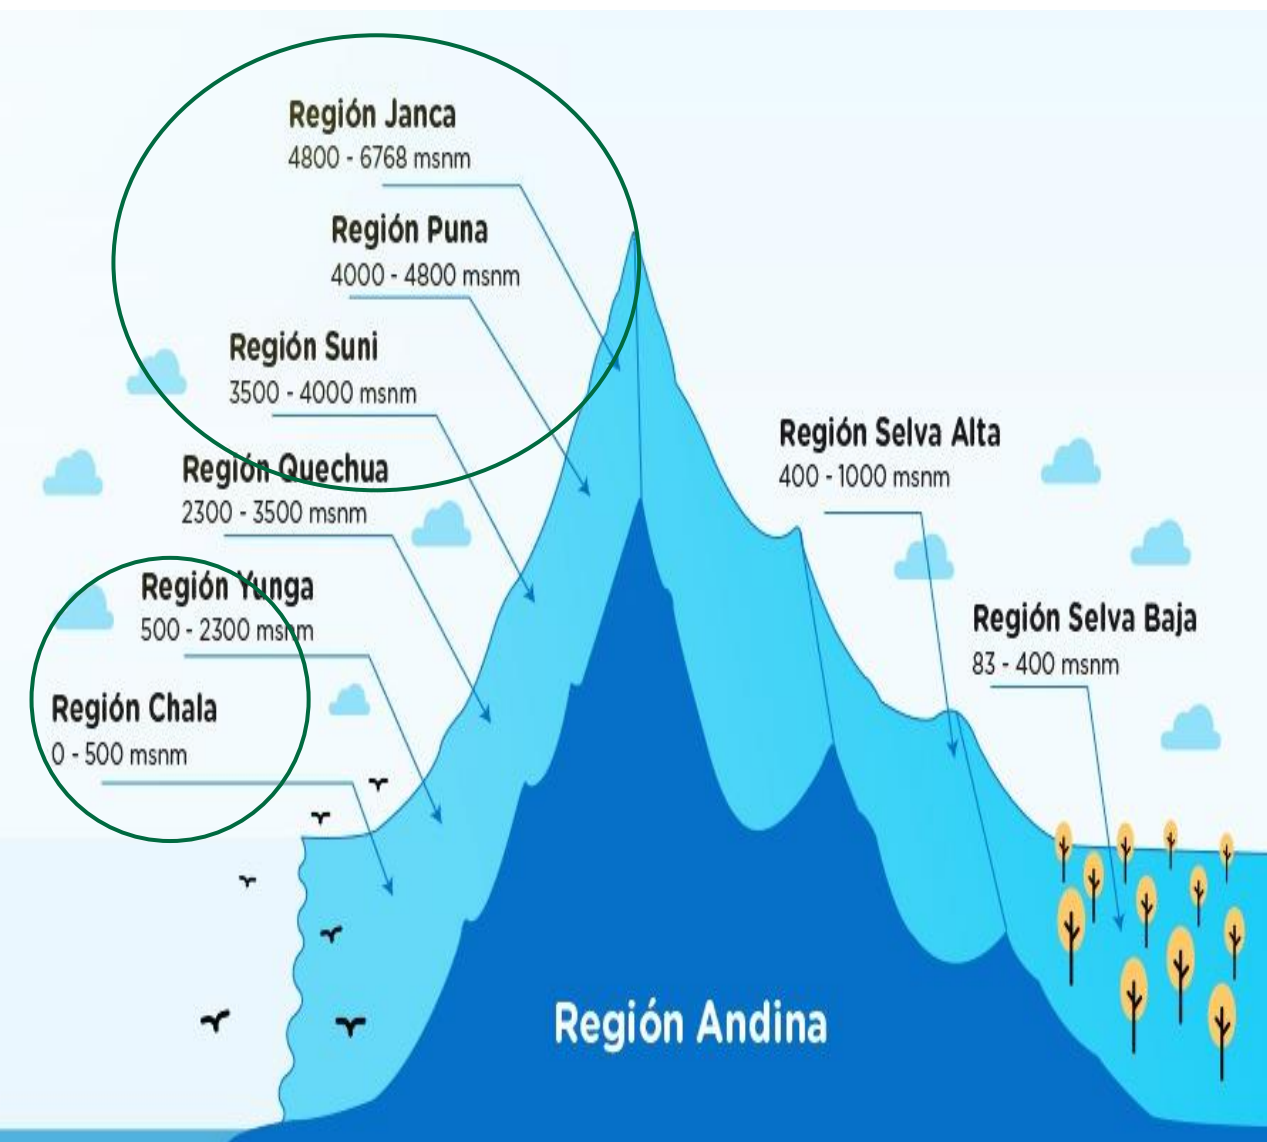 Región Janca
4800 - 6768 msnm
Región Puna
4000 - 4800 msnm
Región Suni
3500 - 4000 msnm
Región Quechua
2300 - 3500 msnm
Región Yunga
500 - 2300 msnm
Región Chala
0 - 500 msnm
Región Selva Alta
400 - 1000 msnm
Región Selva Baja
83 - 400 msnm
Región Andina